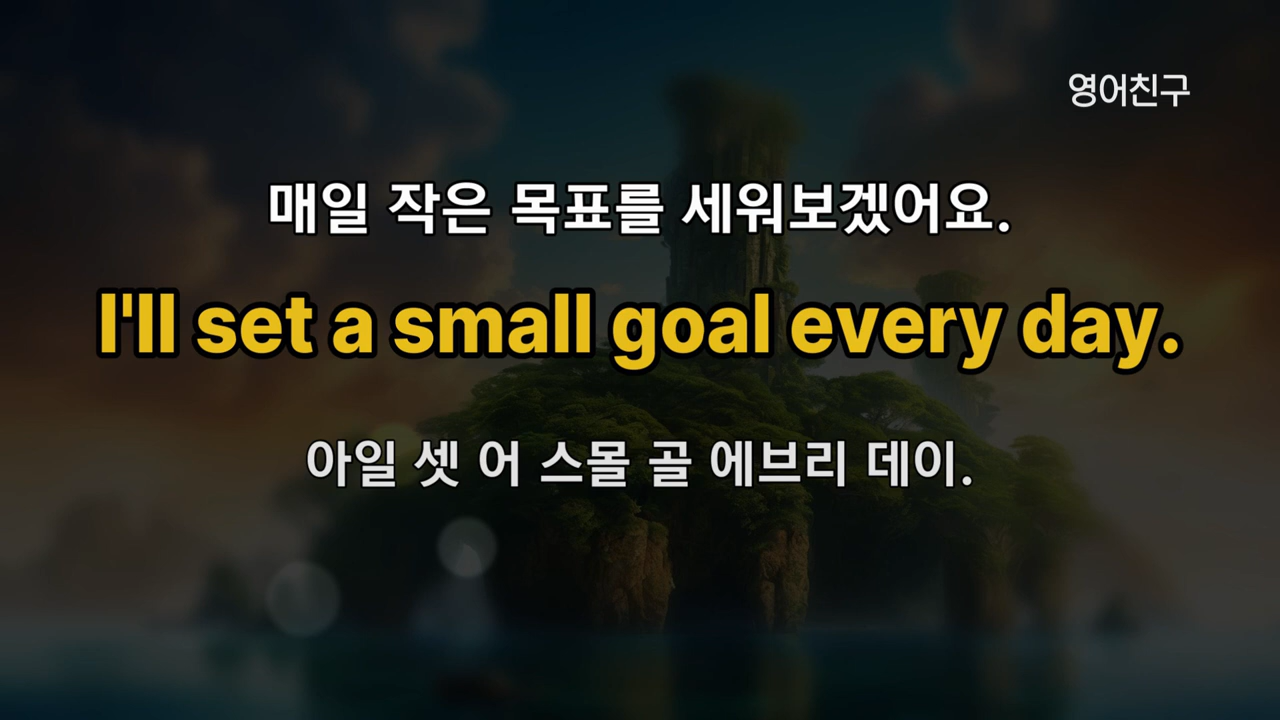 영어친구
매일 작은 목표를 세워보겠어요.
I'll set a small goal every day.
아일 셋 어 스몰 골 에브리 데이.